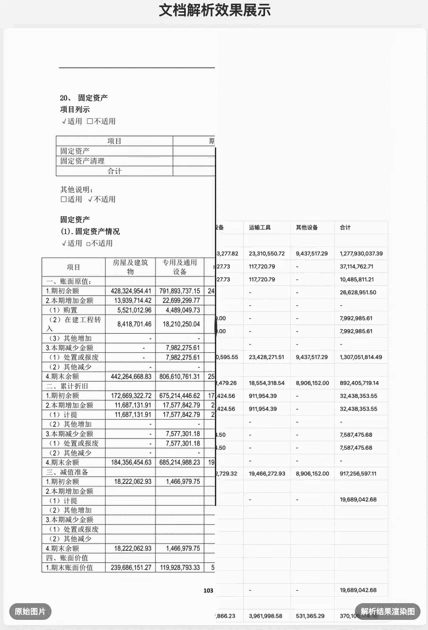 文档解析效果展示
20、 固定资产
项目列示
√适用 □不适用
项目
固定资产
固定资产清理
合计
其他说明：
□适用 √不适用
固定资产
(1).固定资产情况
√适用 □不适用
项目 房屋及建筑物 专用及通用设备
一、账面原值：
1.期初余额 428,324,954.41 791,893,737.15 24
2.本期增加金额 13,939,714.42 22,699,299.77
（1）购置 5,521,012.96 4,489,049.73
（2）在建工程转入 8,418,701.46 18,210,250.04
（3）其他增加 - -
3.本期减少金额 - 7,982,275.61
（1）处置或报废 - 7,982,275.61
（2）其他减少 - -
4.期末余额 442,264,668.83 806,610,761.31 25
二、累计折旧
1.期初余额 172,669,322.72 675,214,446.62 17
2.本期增加金额 11,687,131.91 17,577,842.79 2
（1）计提 11,687,131.91 17,577,842.79 2
（2）其他增加 - -
3.本期减少金额 - 7,577,301.18
（1）处置或报废 - 7,577,301.18
（2）其他减少 - -
4.期末余额 184,356,454.63 685,214,988.23 19
三、减值准备
1.期初余额 18,222,062.93 1,466,979.75
2.本期增加金额
（1）计提
（2）其他增加
3.本期减少金额
（1）处置或报废
（2）其他减少
4.期末余额 18,222,062.93 1,466,979.75
四、账面价值
1.期末账面价值 239,686,151.27 119,928,793.33 5
103
原始图片
设备 运输工具 其他设备 合计
3,277.82 23,310,550.72 9,437,517.29 1,277,930,037.39
27.73 117,720.79 - 37,114,762.71
27.73 117,720.79 - 10,485,811.21
- - 26,628,951.50
- - -
.00 - - 7,992,985.61
.00 - - 7,992,985.61
- - -
0,595.55 23,428,271.51 9,437,517.29 1,307,051,814.49
,479.26 18,554,318.54 8,906,152.00 892,405,719.14
,424.56 911,954.39 - 32,438,353.55
,424.56 911,954.39 - 32,438,353.55
- - -
.50 - - 7,587,475.68
.50 - - 7,587,475.68
- - -
,729.32 19,466,272.93 8,906,152.00 917,256,597.11
- - 19,689,042.68
- - 19,689,042.68
,866.23 3,961,998.58 531,365.29
解析结果渲染图